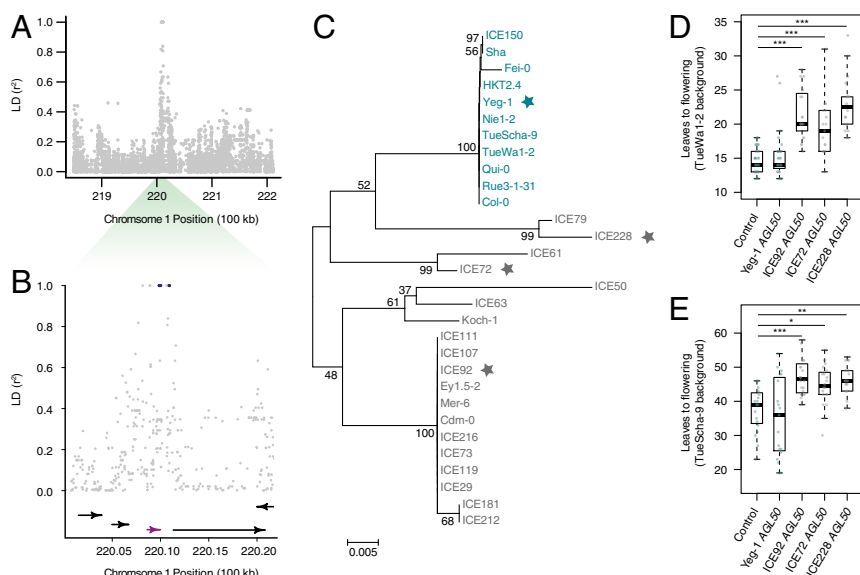 A
1.0
0.8
0.6
0.4
0.2
0.0
LD (r²)
219
220
221
222
Chromsome 1 Position (100 kb)
B
1.0
0.8
0.6
0.4
0.2
0.0
LD (r²)
220.05
220.10
220.15
220.20
Chromsome 1 Position (100 kb)
C
ICE150
Sha
Fei-0
HKT2.4
Yeg-1
Nie1-2
TueScha-9
TueWa1-2
Qui-0
Rue3-1-31
Col-0
ICE79
ICE228
ICE61
ICE72
ICE50
ICE63
Koch-1
ICE111
ICE107
ICE92
Ey1.5-2
Mer-6
Cdm-0
ICE216
ICE73
ICE119
ICE29
ICE181
ICE212
97
56
100
52
99
99
37
61
48
100
68
0.005
D
Leaves to flowering
(TueWa1-2 background)
35
30
25
20
15
10
***
***
***
Control
Yeg-1 AGL50
ICE92 AGL50
ICE72 AGL50
ICE228 AGL50
E
Leaves to flowering
(TueScha-9 background)
60
50
40
30
20
**
*
***
Control
Yeg-1 AGL50
ICE92 AGL50
ICE72 AGL50
ICE228 AGL50